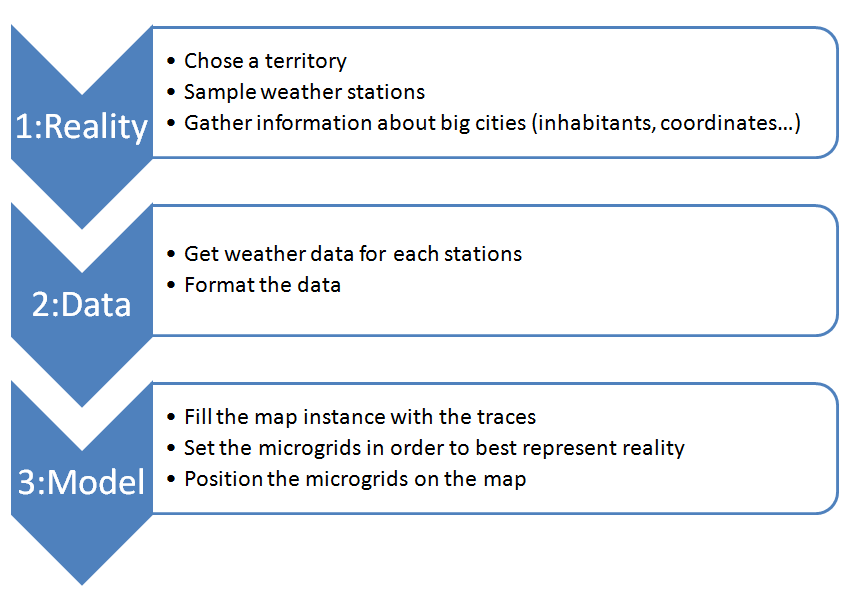 1:Reality
• Chose a territory
• Sample weather stations
• Gather information about big cities (inhabitants, coordinates...)
2:Data
• Get weather data for each stations
• Format the data
3:Model
• Fill the map instance with the traces
• Set the microgrids in order to best represent reality
• Position the microgrids on the map